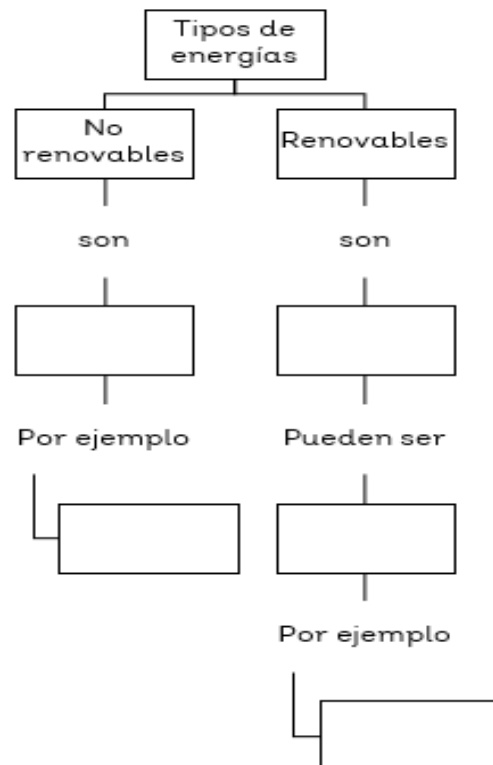 Tipos de
energías
No
renovables
Renovables
son
son
Por ejemplo
Pueden ser
Por ejemplo